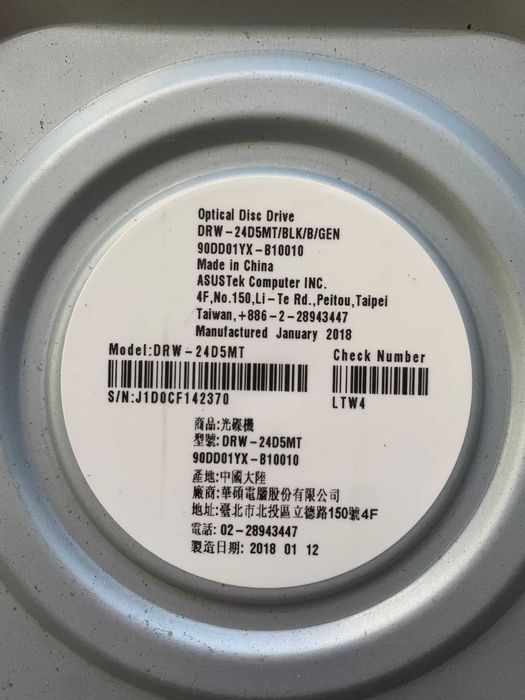 Optical Disc Drive
DRW-24D5MT/BLK/B/GEN
90DD01YX-B10010
Made in China
ASUSTek Computer INC.
4F,No.150,Li-Te Rd.,Peitou,Taipei
Taiwan,+886-2-28943447
Manufactured January 2018
Model:DRW-24D5MT
Check Number
S/N:J1D0CF142370
LTW4
商品:光碟機
型號:DRW-24D5MT
90DD01YX-B10010
產地:中國大陸
廠商:華碩電腦股份有限公司
地址:臺北市北投區立德路150號4F
電話: 02-28943447
製造日期: 2018 01 12